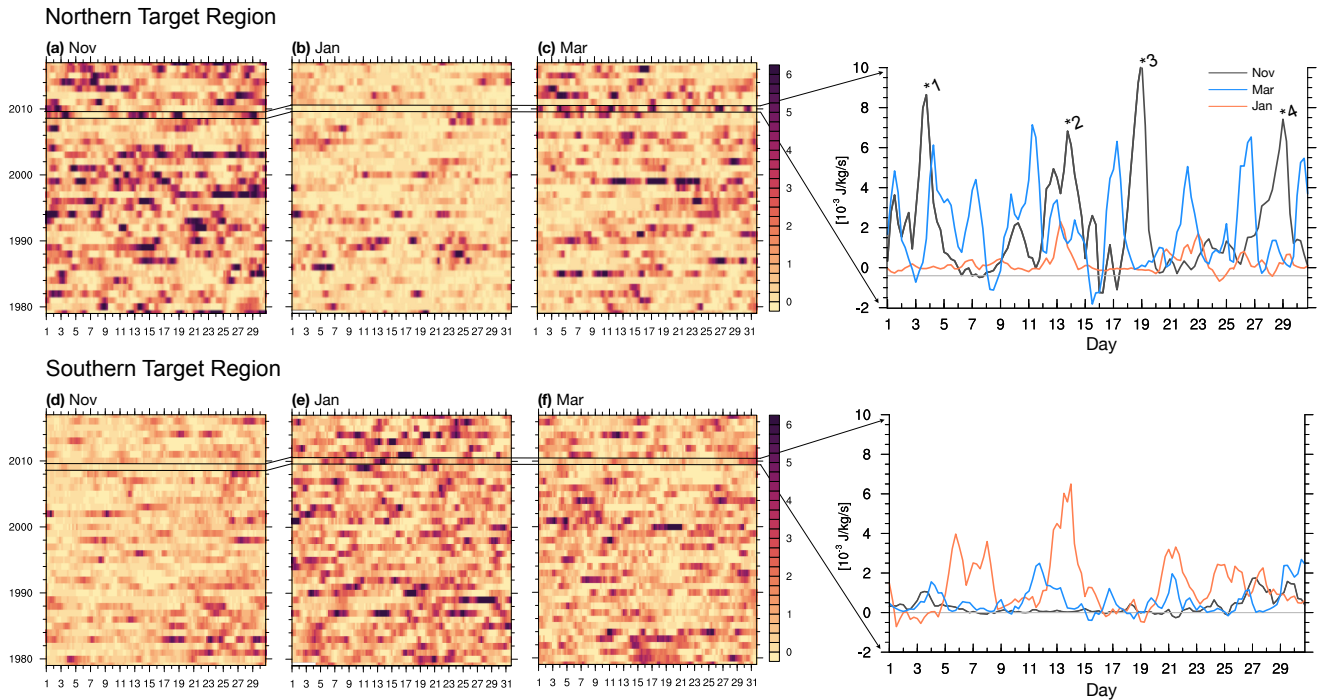 Northern Target Region
(a) Nov
(b) Jan
(c) Mar
2010
2000
1990
1980
1 3 5 7 9 11 13 15 17 19 21 23 25 27 29
1 3 5 7 9 11 13 15 17 19 21 23 25 27 29 31
1 3 5 7 9 11 13 15 17 19 21 23 25 27 29 31
6
5
4
3
2
1
0
[10⁻³ J/kg/s]
10
8
6
4
2
0
-2
*1
*2
*3
*4
Nov
Mar
Jan
1 3 5 7 9 11 13 15 17 19 21 23 25 27 29
Day
Southern Target Region
(d) Nov
(e) Jan
(f) Mar
2010
2000
1990
1980
1 3 5 7 9 11 13 15 17 19 21 23 25 27 29
1 3 5 7 9 11 13 15 17 19 21 23 25 27 29 31
1 3 5 7 9 11 13 15 17 19 21 23 25 27 29 31
6
5
4
3
2
1
0
[10⁻³ J/kg/s]
10
8
6
4
2
0
-2
1 3 5 7 9 11 13 15 17 19 21 23 25 27 29
Day